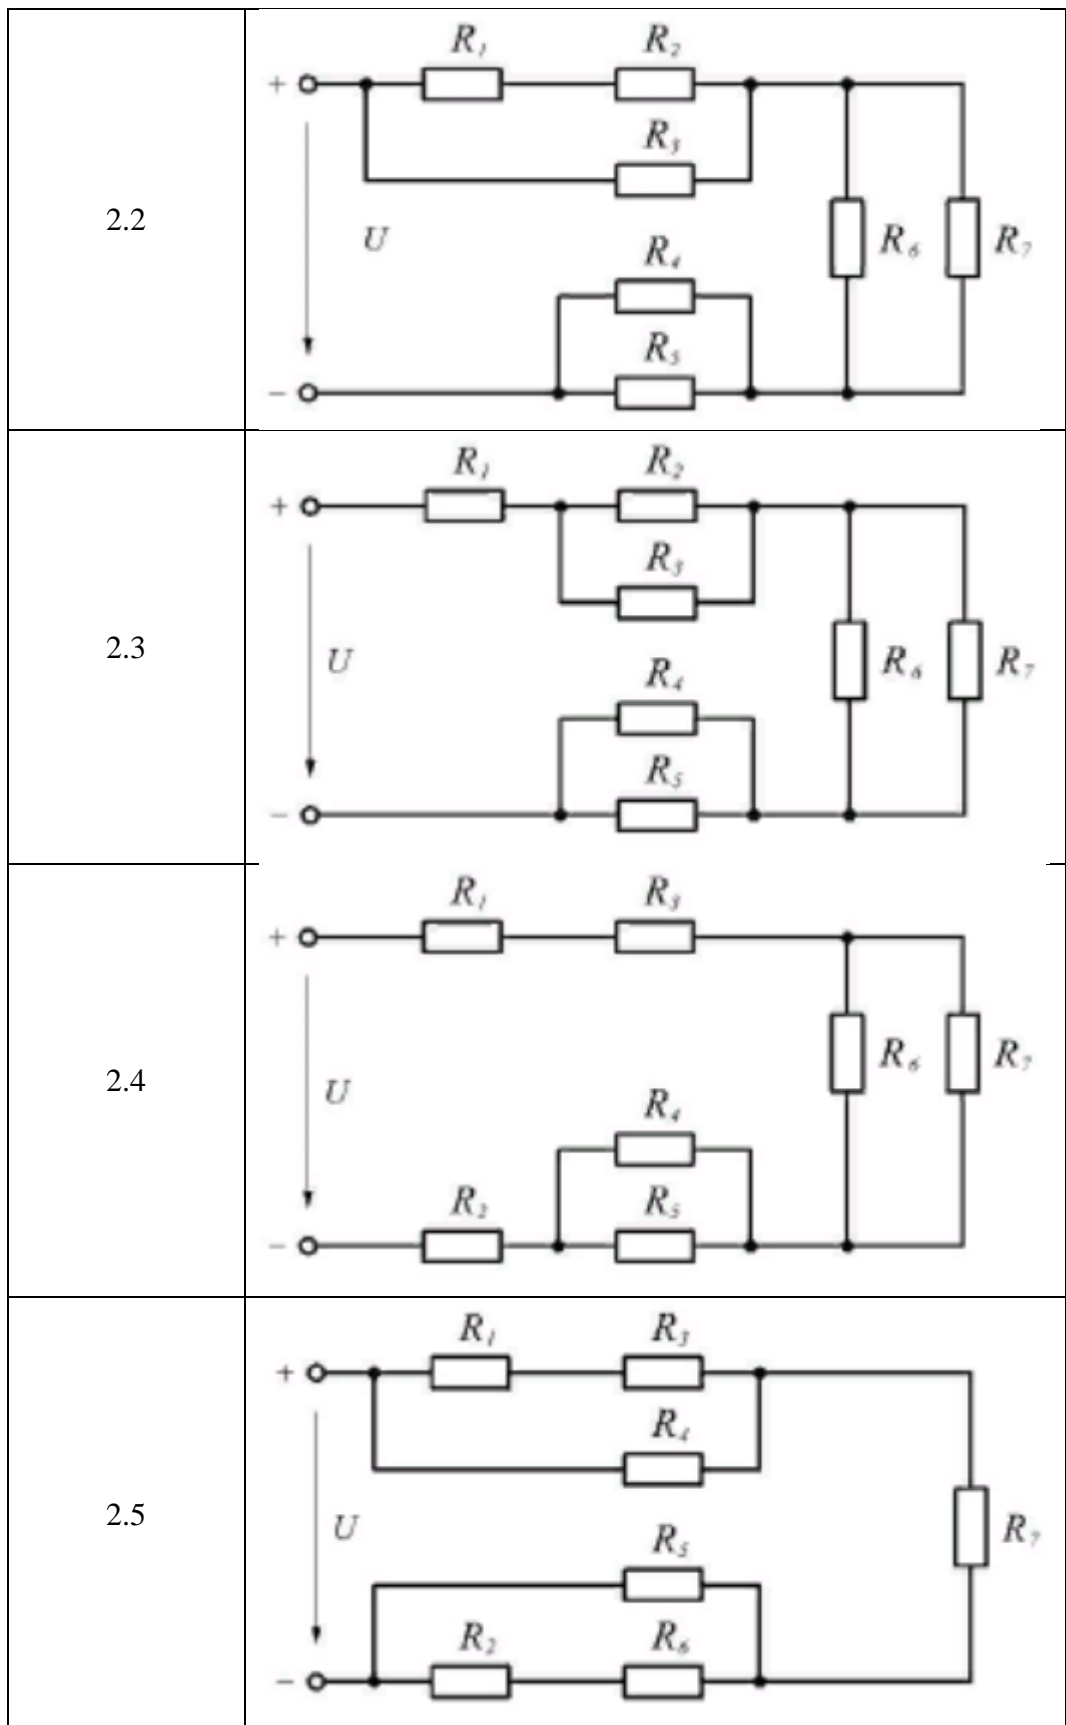 2.2
R₁ R₂
+
R₃
U
R₆ R₇
R₄
R₅
−
2.3
R₁ R₂
+
R₃
U
R₆ R₇
R₄
R₅
−
2.4
R₁ R₃
+
R₆ R₇
U
R₄
R₂ R₅
−
2.5
R₁ R₃
+
R₄
U
R₇
R₅
R₂ R₆
−